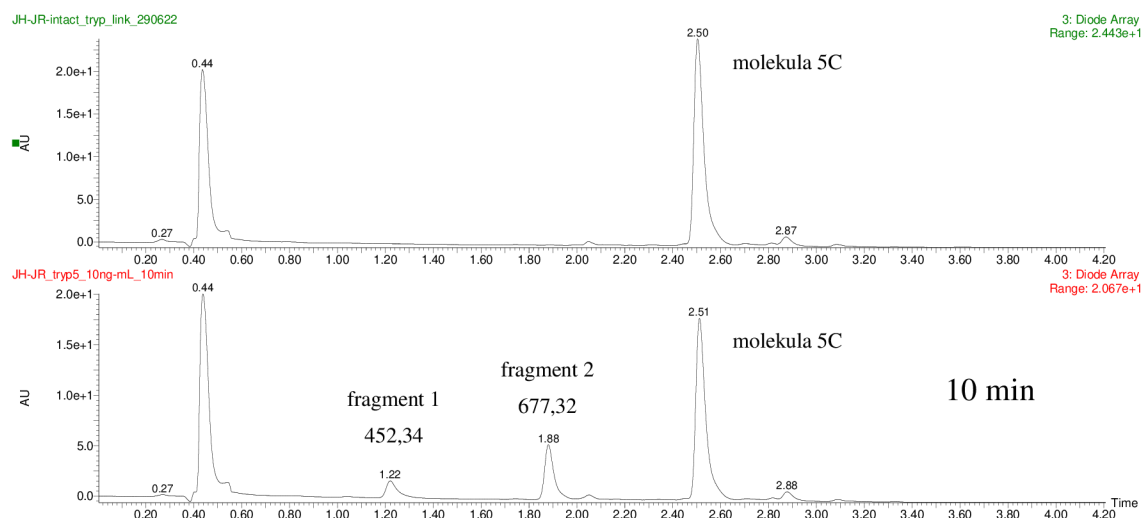 JH-JR-intact_tryp_link_290622
3: Diode Array
Range: 2.443e+1
2.50
molekula 5C
0.44
2.0e+1
1.5e+1
AU
1.0e+1
5.0
0.27
2.87
0.0
0.20 0.40 0.60 0.80 1.00 1.20 1.40 1.60 1.80 2.00 2.20 2.40 2.60 2.80 3.00 3.20 3.40 3.60 3.80 4.00 4.20
JH-JR_tryp5_10ng-mL_10min
3: Diode Array
Range: 2.067e+1
0.44
2.0e+1
2.51
molekula 5C
1.5e+1
fragment 2
677,32
10 min
fragment 1
452,34
AU
1.0e+1
1.88
5.0
1.22
0.27
2.88
0.0
Time
0.20 0.40 0.60 0.80 1.00 1.20 1.40 1.60 1.80 2.00 2.20 2.40 2.60 2.80 3.00 3.20 3.40 3.60 3.80 4.00 4.20